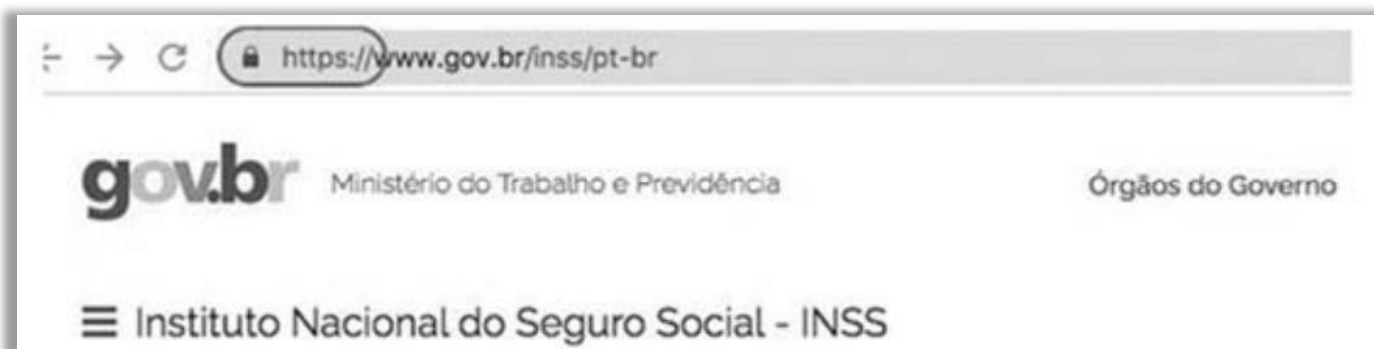 https://www.gov.br/inss/pt-br
gov.br Ministério do Trabalho e Previdência Órgãos do Governo
Instituto Nacional do Seguro Social - INSS